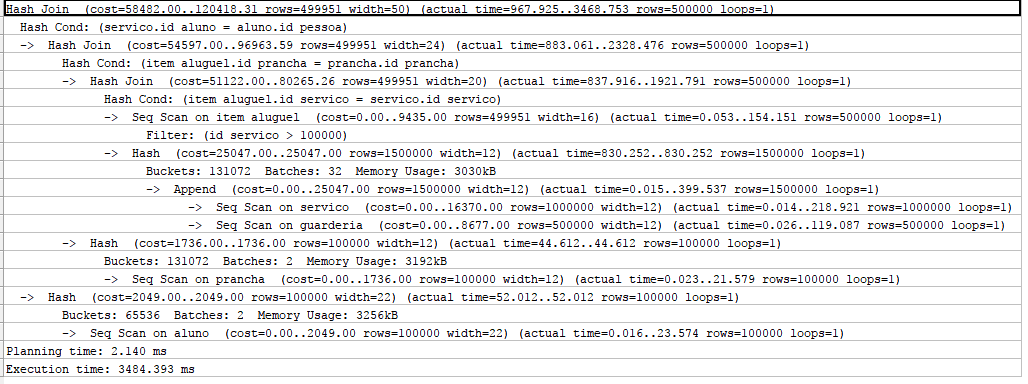 Hash Join  (cost=58482.00..120418.31 rows=499951 width=50) (actual time=967.925..3468.753 rows=500000 loops=1)
Hash Cond: (servico.id aluno = aluno.id pessoa)
->  Hash Join  (cost=54597.00..96963.59 rows=499951 width=24) (actual time=883.061..2328.476 rows=500000 loops=1)
Hash Cond: (item aluguel.id prancha = prancha.id prancha)
->  Hash Join  (cost=51122.00..80265.26 rows=499951 width=20) (actual time=837.916..1921.791 rows=500000 loops=1)
Hash Cond: (item aluguel.id servico = servico.id servico)
->  Seq Scan on item aluguel  (cost=0.00..9435.00 rows=499951 width=16) (actual time=0.053..154.151 rows=500000 loops=1)
Filter: (id servico > 100000)
->  Hash  (cost=25047.00..25047.00 rows=1500000 width=12) (actual time=830.252..830.252 rows=1500000 loops=1)
Buckets: 131072  Batches: 32  Memory Usage: 3030kB
->  Append  (cost=0.00..25047.00 rows=1500000 width=12) (actual time=0.015..399.537 rows=1500000 loops=1)
->  Seq Scan on servico  (cost=0.00..16370.00 rows=1000000 width=12) (actual time=0.014..218.921 rows=1000000 loops=1)
->  Seq Scan on guarderia  (cost=0.00..8677.00 rows=500000 width=12) (actual time=0.026..119.087 rows=500000 loops=1)
->  Hash  (cost=1736.00..1736.00 rows=100000 width=12) (actual time=44.612..44.612 rows=100000 loops=1)
Buckets: 131072  Batches: 2  Memory Usage: 3192kB
->  Seq Scan on prancha  (cost=0.00..1736.00 rows=100000 width=12) (actual time=0.023..21.579 rows=100000 loops=1)
->  Hash  (cost=2049.00..2049.00 rows=100000 width=22) (actual time=52.012..52.012 rows=100000 loops=1)
Buckets: 65536  Batches: 2  Memory Usage: 3256kB
->  Seq Scan on aluno  (cost=0.00..2049.00 rows=100000 width=22) (actual time=0.016..23.574 rows=100000 loops=1)
Planning time: 2.140 ms
Execution time: 3484.393 ms